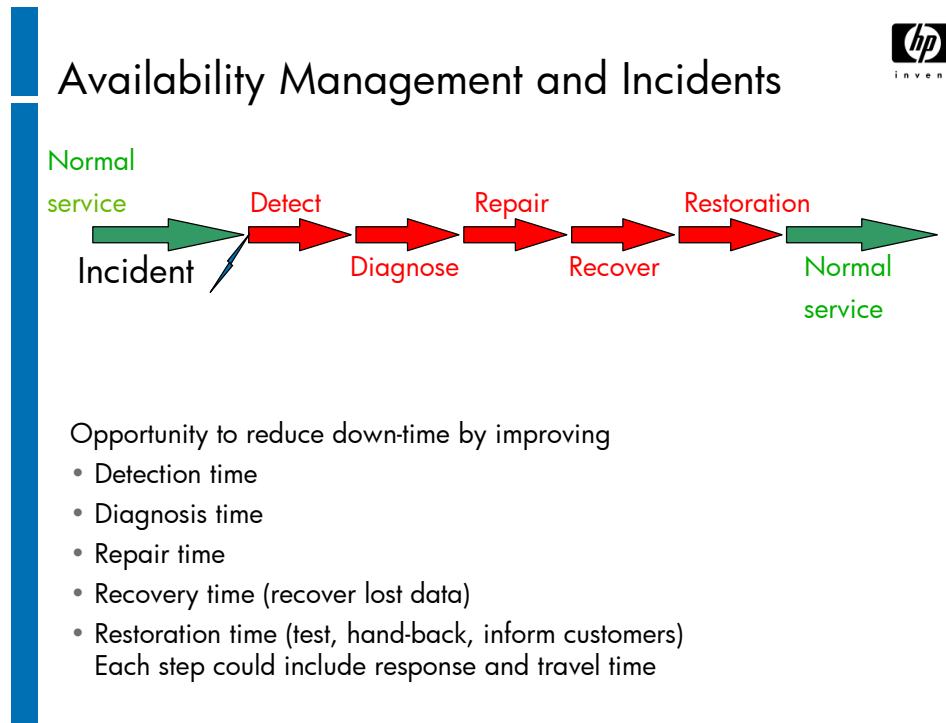 Availability Management and Incidents
hp
inven
Normal
service
Detect
Repair
Restoration
Incident
Diagnose
Recover
Normal
service
Opportunity to reduce down-time by improving
• Detection time
• Diagnosis time
• Repair time
• Recovery time (recover lost data)
• Restoration time (test, hand-back, inform customers)
Each step could include response and travel time